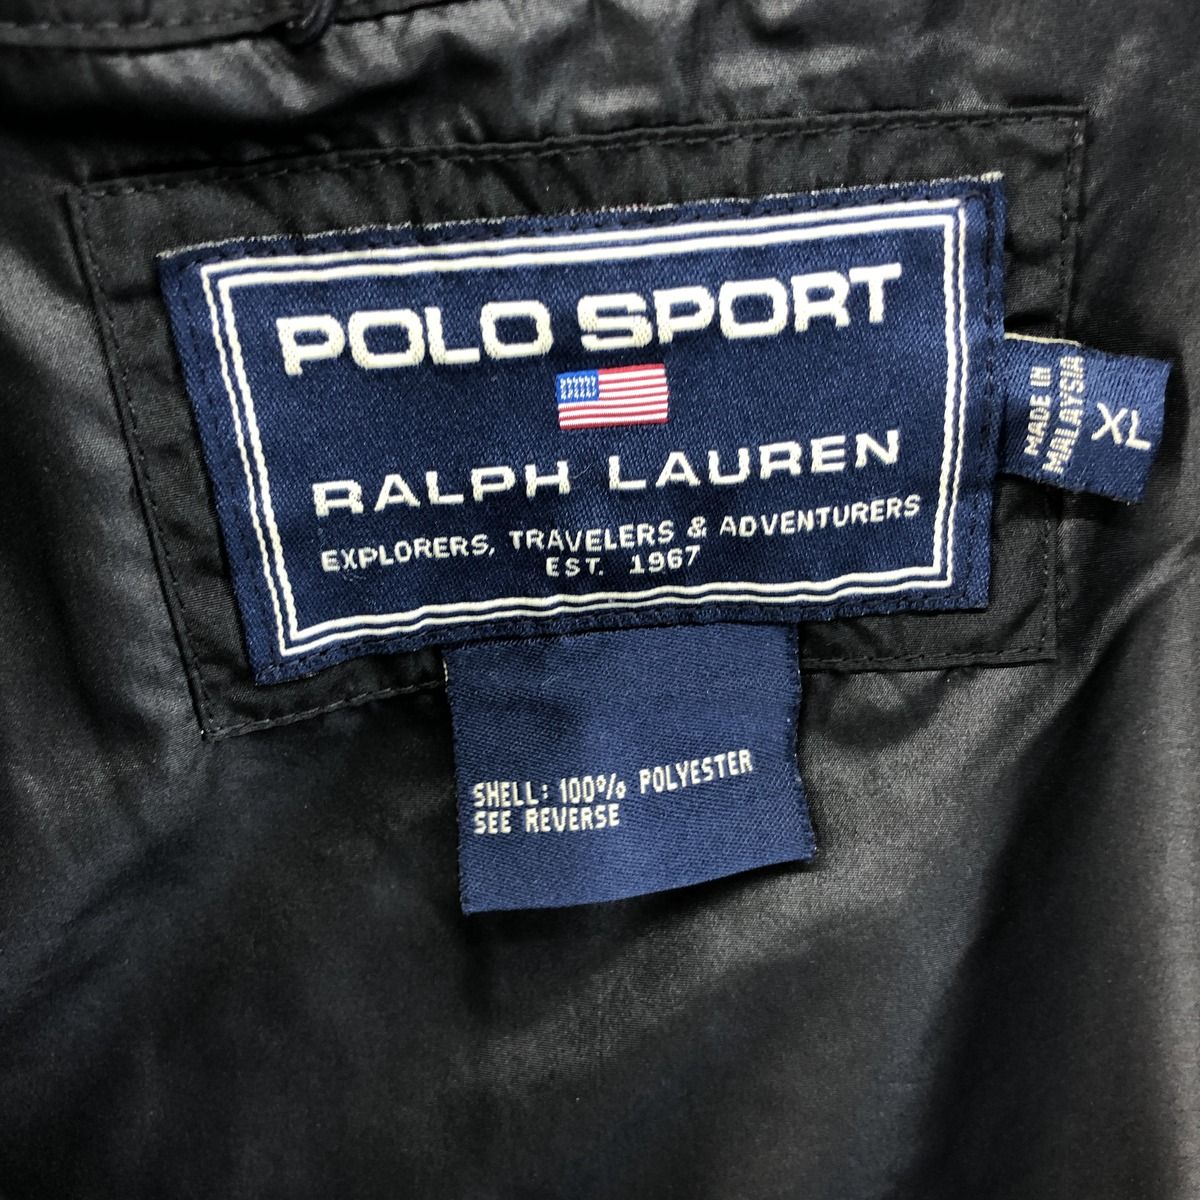 POLO SPORT
RALPH LAUREN
EXPLORERS, TRAVELERS & ADVENTURERS
EST. 1967
MADE IN
MALAYSIA
XL
SHELL: 100% POLYESTER
SEE REVERSE